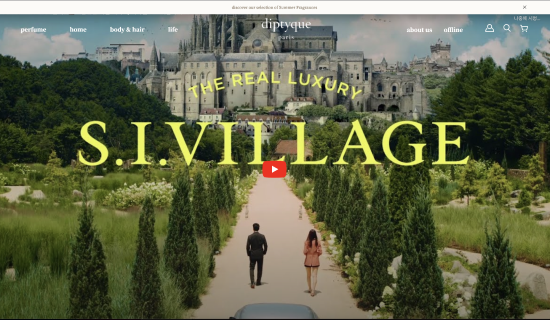 discover our selection of Summer Fragrances
perfume
home
body & hair
life
diptyque
PARIS
about us
offline
THE REAL LUXURY
S.I.VILLAGE